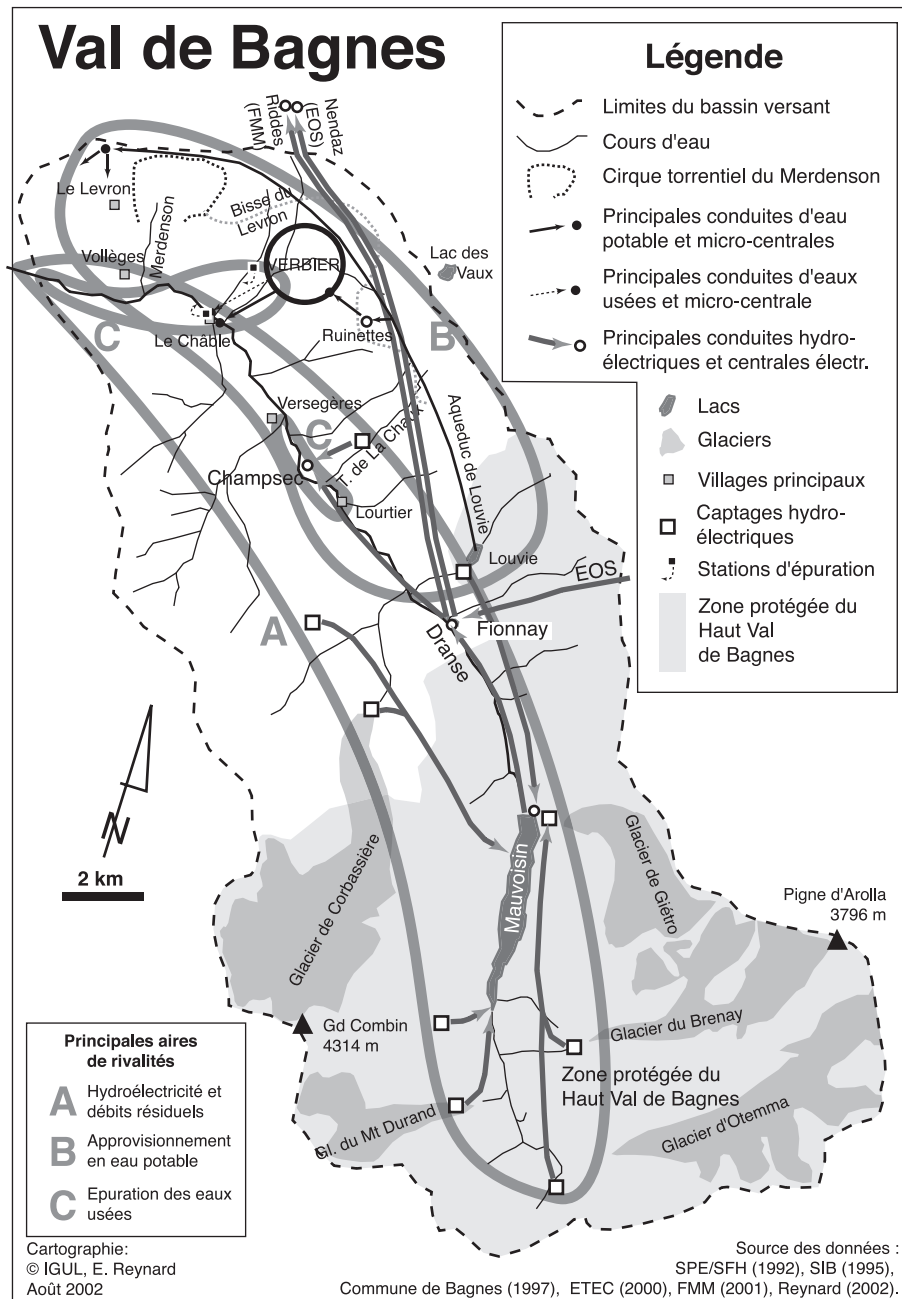 Val de Bagnes
Légende
Limites du bassin versant
Cours d'eau
Cirque torrentiel du Merdenson
Principales conduites d'eau
potable et micro-centrales
Principales conduites d'eaux
usées et micro-centrale
Principales conduites hydro-
électriques et centrales électr.
Lacs
Glaciers
Villages principaux
Captages hydro-
électriques
Stations d'épuration
Zone protégée du
Haut Val
de Bagnes
Riddes
(FMM)
Nendaz
(EOS)
Le Levron
Bisse du
Levron
Merdenson
Vollèges
VERBIER
Lac des
Vaux
C
Le Châble
Ruinettes
B
Versegères
C
T. de La Chaux
Aqueduc de Louvie
Champsec
Lourtier
Louvie
EOS
A
Fionnay
Dranse
N
2 km
Mauvoisin
Glacier de Corbassière
Glacier de Giétro
Pigne d'Arolla
3796 m
Gd Combin
4314 m
Glacier du Brenay
Zone protégée du
Haut Val de Bagnes
Gl. du Mt Durand
Glacier d'Otemma
Principales aires
de rivalités
A Hydroélectricité et
débits résiduels
B Approvisionnement
en eau potable
C Epuration des eaux
usées
Cartographie:
© IGUL, E. Reynard
Août 2002
Source des données :
SPE/SFH (1992), SIB (1995),
Commune de Bagnes (1997), ETEC (2000), FMM (2001), Reynard (2002).